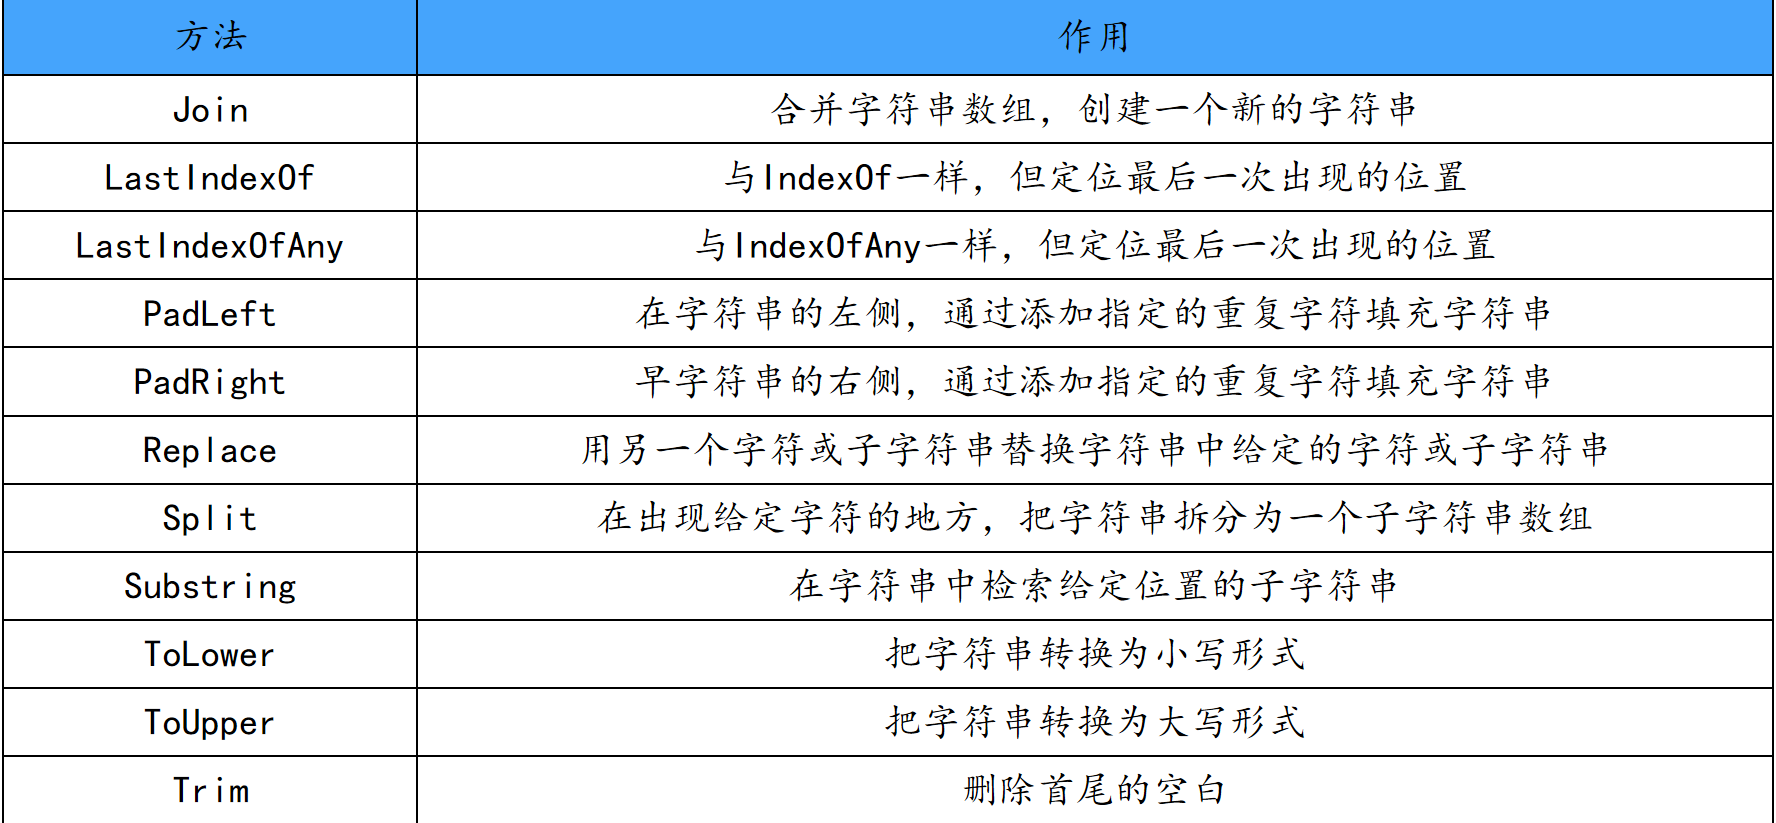 方法 作用
Join 合并字符串数组，创建一个新的字符串
LastIndexOf 与IndexOf一样，但定位最后一次出现的位置
LastIndexOfAny 与IndexOfAny一样，但定位最后一次出现的位置
PadLeft 在字符串的左侧，通过添加指定的重复字符填充字符串
PadRight 早字符串的右侧，通过添加指定的重复字符填充字符串
Replace 用另一个字符或子字符串替换字符串中给定的字符或子字符串
Split 在出现给定字符的地方，把字符串拆分为一个子字符串数组
Substring 在字符串中检索给定位置的子字符串
ToLower 把字符串转换为小写形式
ToUpper 把字符串转换为大写形式
Trim 删除首尾的空白